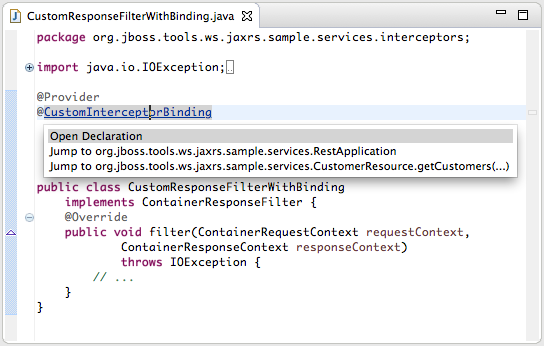 CustomResponseFilterWithBinding.java
package org.jboss.tools.ws.jaxrs.sample.services.interceptors;
import java.io.IOException;
@Provider
@CustomInterceptorBinding
Open Declaration
Jump to org.jboss.tools.ws.jaxrs.sample.services.RestApplication
Jump to org.jboss.tools.ws.jaxrs.sample.services.CustomerResource.getCustomers(...)
public class CustomResponseFilterWithBinding
implements ContainerResponseFilter {
@Override
public void filter(ContainerRequestContext requestContext,
ContainerResponseContext responseContext)
throws IOException {
// ...
}
}